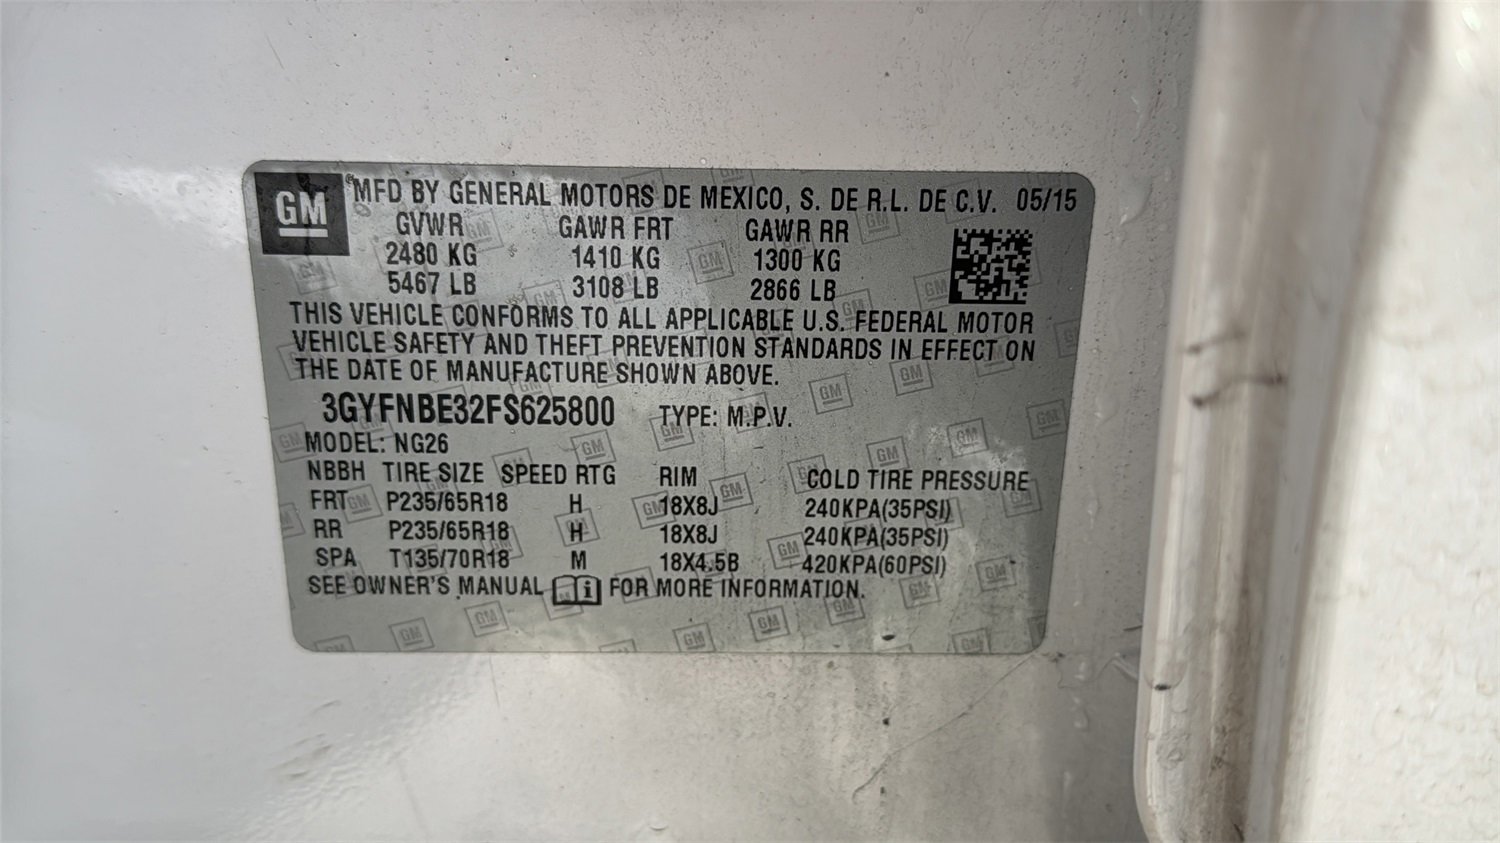 GM MFD BY GENERAL MOTORS DE MEXICO, S. DE R.L. DE C.V. 05/15
GVWR GAWR FRT GAWR RR
2480 KG 1410 KG 1300 KG
5467 LB 3108 LB 2866 LB
THIS VEHICLE CONFORMS TO ALL APPLICABLE U.S. FEDERAL MOTOR
VEHICLE SAFETY AND THEFT PREVENTION STANDARDS IN EFFECT ON
THE DATE OF MANUFACTURE SHOWN ABOVE.
3GYFNBE32FS625800 TYPE: M.P.V.
MODEL: NG26
NBBH TIRE SIZE SPEED RTG RIM COLD TIRE PRESSURE
FRT P235/65R18 H 18X8J 240KPA(35PSI)
RR P235/65R18 H 18X8J 240KPA(35PSI)
SPA T135/70R18 M 18X4.5B 420KPA(60PSI)
SEE OWNER'S MANUAL FOR MORE INFORMATION.